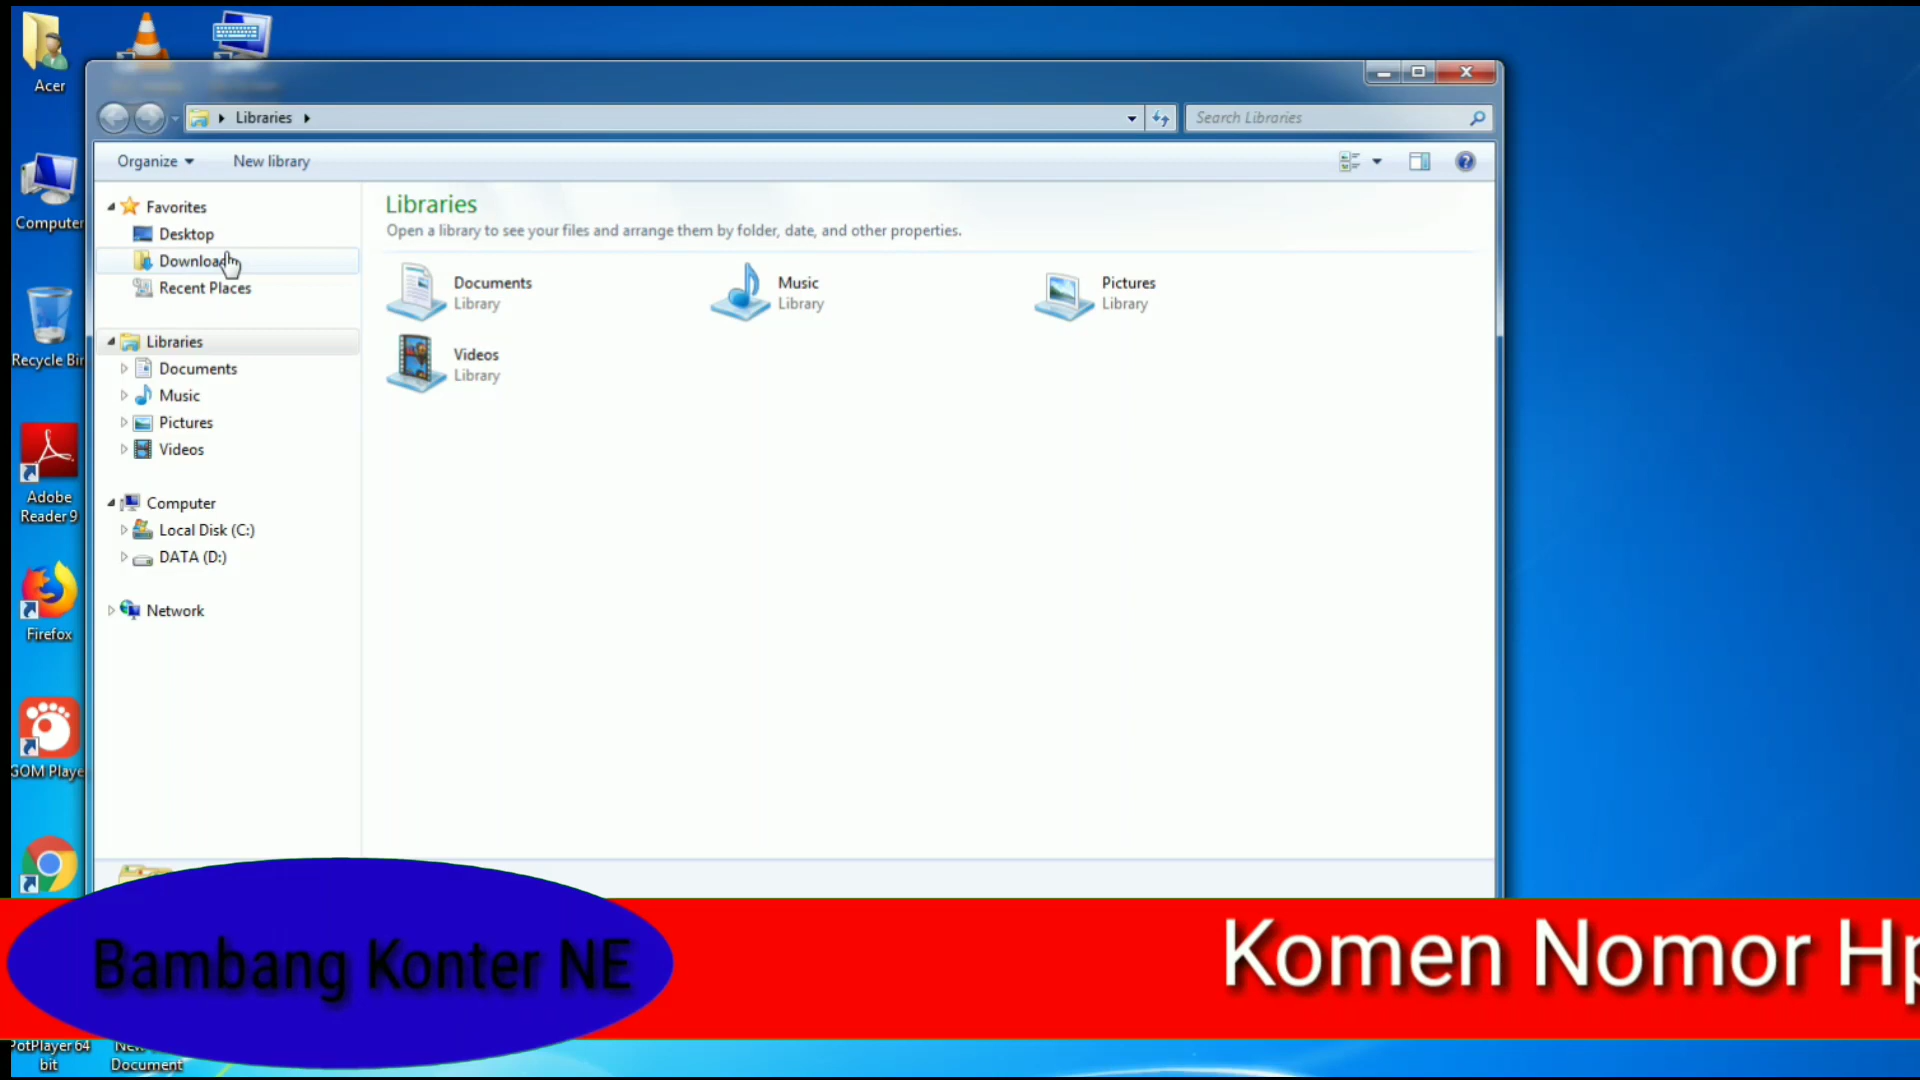 Acer
Libraries
Search Libraries
Organize
New library
Computer
Favorites
Desktop
Recent Places
Libraries
Open a library to see your files and arrange them by folder, date, and other properties.
Documents
Library
Music
Library
Pictures
Library
Videos
Library
Recycle Bin
Libraries
Documents
Music
Pictures
Videos
Adobe
Reader 9
Computer
Local Disk (C:)
DATA (D:)
Network
Firefox
GOM Playe
Bambang Konter NE
Komen Nomor Hp
PotPlayer 64
bit
Document